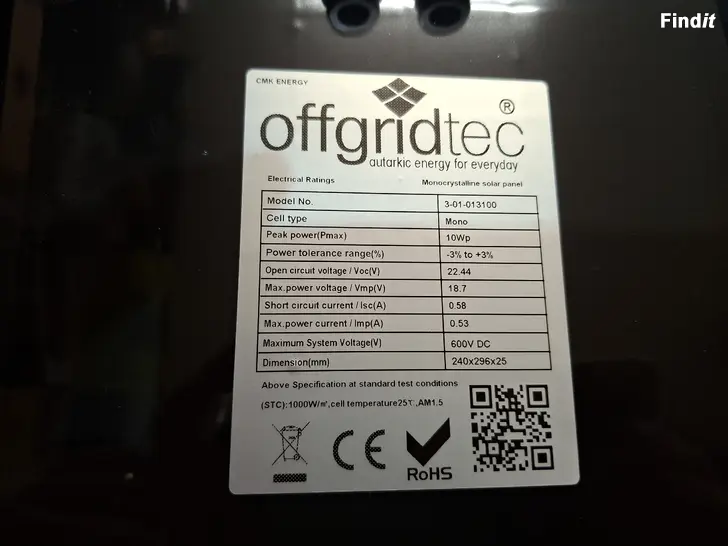 Findit
CMK ENERGY
offgridtec ®
autarkic energy for everyday
Electrical Ratings Monocrystalline solar panel
Model No. 3-01-013100
Cell type Mono
Peak power(Pmax) 10Wp
Power tolerance range(%) -3% to +3%
Open circuit voltage / Voc(V) 22.44
Max.power voltage / Vmp(V) 18.7
Short circuit current / Isc(A) 0.58
Max.power current / Imp(A) 0.53
Maximum System Voltage(V) 600V DC
Dimension(mm) 240x296x25
Above Specification at standard test conditions
(STC):1000W/㎡,cell temperature25℃,AM1.5
CE
RoHS